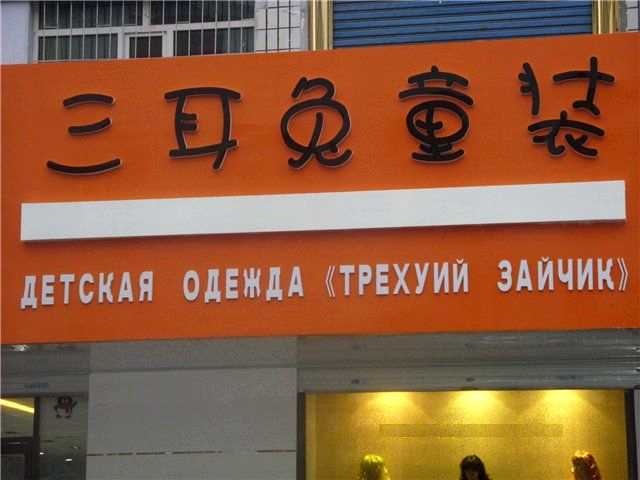 三耳兔童装
ДЕТСКАЯ ОДЕЖДА 《ТРЕХУИЙ ЗАЙЧИК》